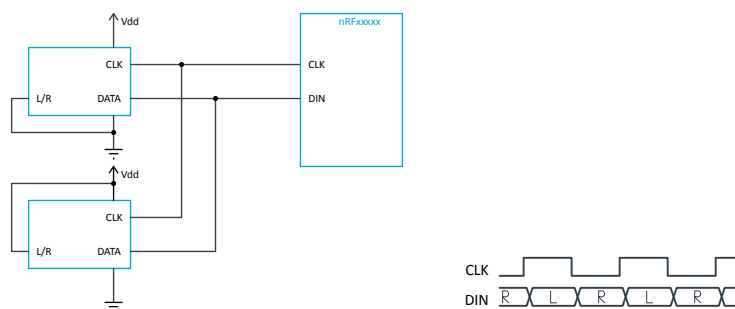 Vdd
nRFxxxxx
CLK
CLK
L/R
DATA
DIN
Vdd
CLK
L/R
DATA
CLK
DIN R L R L R